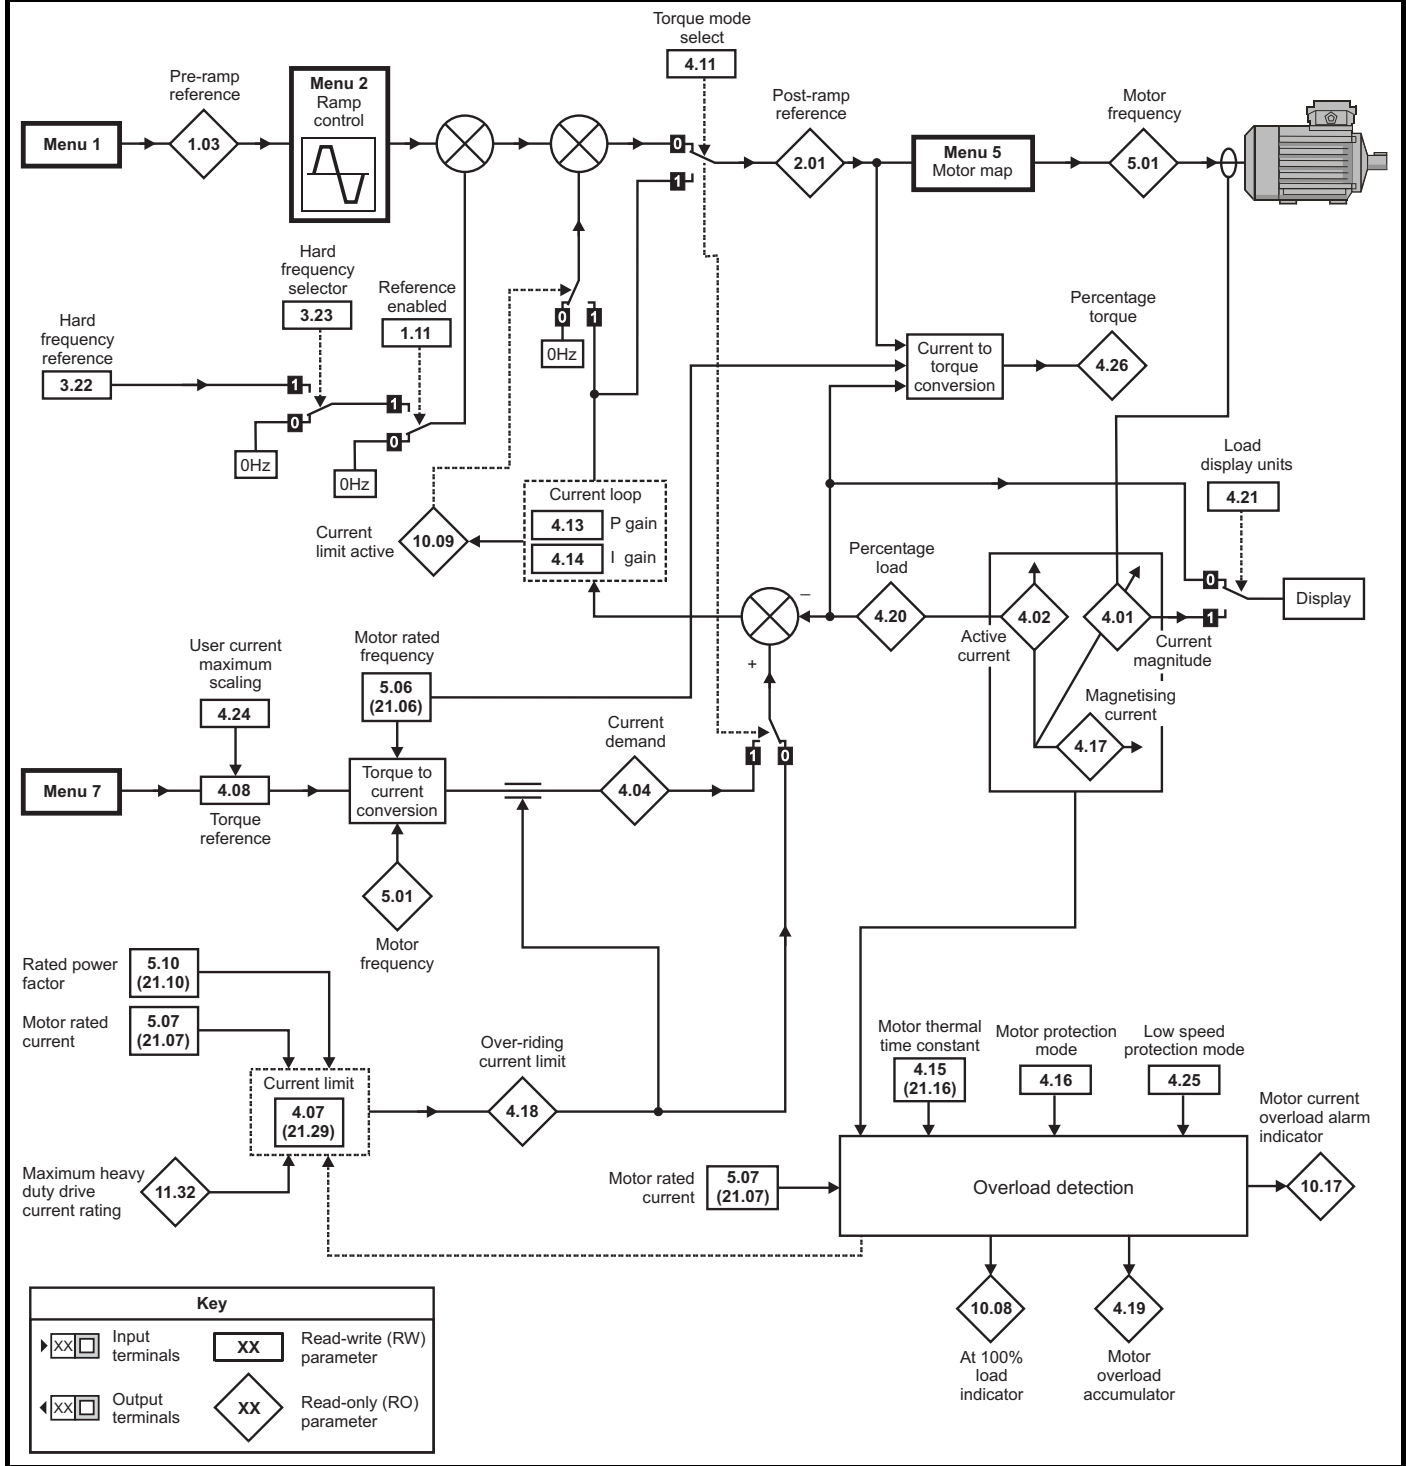 Torque mode
select
4.11
Pre-ramp
reference
Menu 2
Ramp
control
Menu 1
1.03
0
1
Post-ramp
reference
2.01
Menu 5
Motor map
Motor
frequency
5.01
Hard
frequency
selector
3.23
Reference
enabled
1.11
Hard
frequency
reference
3.22
1
0
0Hz
1
0
0Hz
0
1
0Hz
Current to
torque
conversion
Percentage
torque
4.26
Load
display units
4.21
Current loop
4.13
P gain
4.14
I gain
Current
limit active
10.09
Percentage
load
4.20
–
+
4.02
Active
current
4.01
Current
magnitude
Magnetising
current
4.17
0
1
Display
User current
maximum
scaling
4.24
Motor rated
frequency
5.06
(21.06)
Current
demand
4.04
1
0
Menu 7
4.08
Torque
reference
Torque to
current
conversion
5.01
Motor
frequency
Rated power
factor
5.10
(21.10)
Motor rated
current
5.07
(21.07)
Current limit
4.07
(21.29)
Over-riding
current limit
4.18
Maximum heavy
duty drive
current rating
11.32
Motor thermal
time constant
4.15
(21.16)
Motor protection
mode
4.16
Low speed
protection mode
4.25
Motor current
overload alarm
indicator
10.17
Motor rated
current
5.07
(21.07)
Overload detection
10.08
At 100%
load
indicator
4.19
Motor
overload
accumulator
Key
XX
Input
terminals
XX
Read-write (RW)
parameter
XX
Output
terminals
XX
Read-only (RO)
parameter